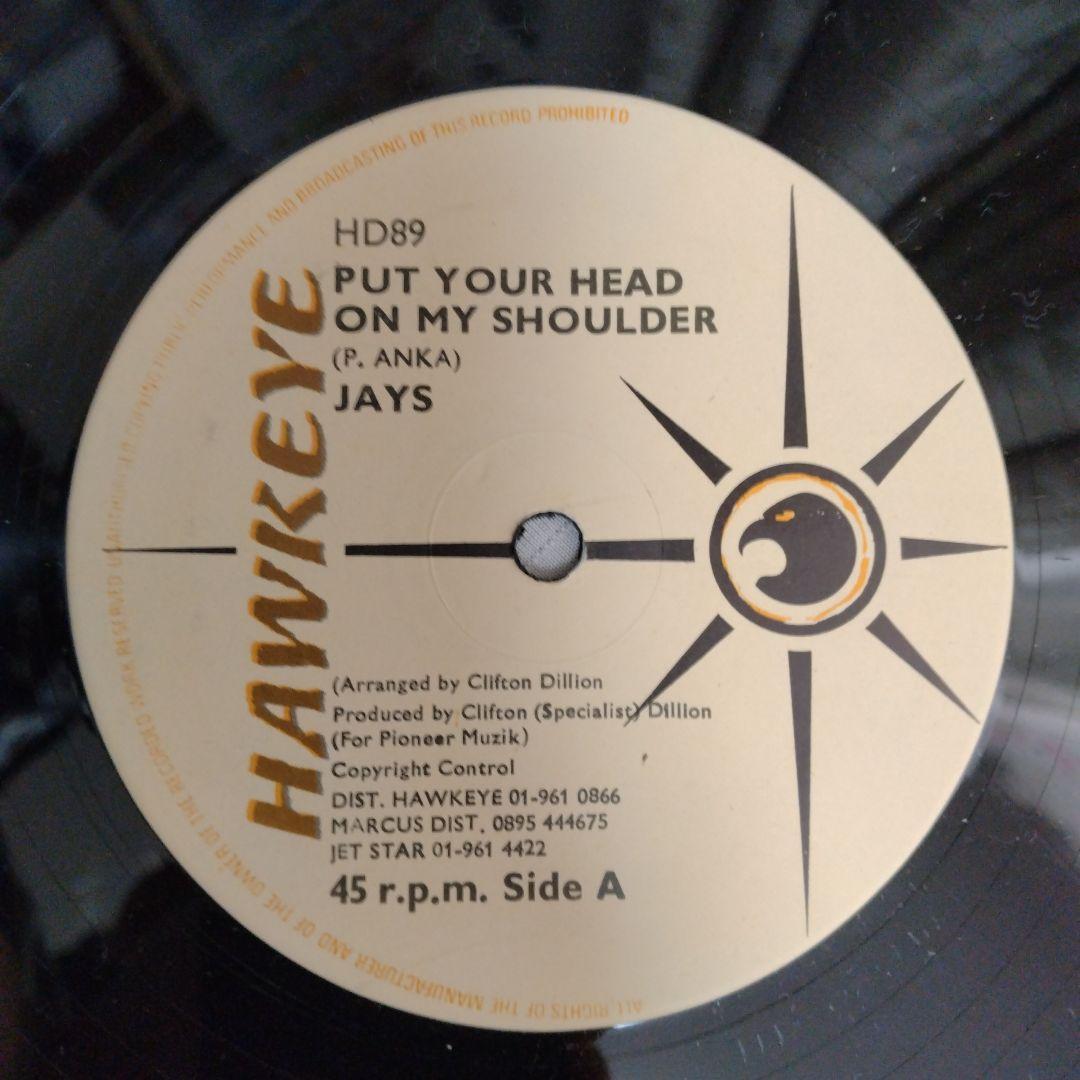 HD89
PUT YOUR HEAD
ON MY SHOULDER
(P. ANKA)
JAYS
HAWKEYE
(Arranged by Clifton Dillion
Produced by Clifton (Specialist) Dillion
(For Pioneer Muzik)
Copyright Control
DIST. HAWKEYE 01-961 0866
MARCUS DIST. 0895 444675
JET STAR 01-961 4422
45 r.p.m. Side A
ALL RIGHTS OF THE MANUFACTURER AND OF THE OWNER OF THE RECORDED WORK RESERVED COPYING PUBLIC PERFORMANCE AND BROADCASTING OF THIS RECORD PROHIBITED